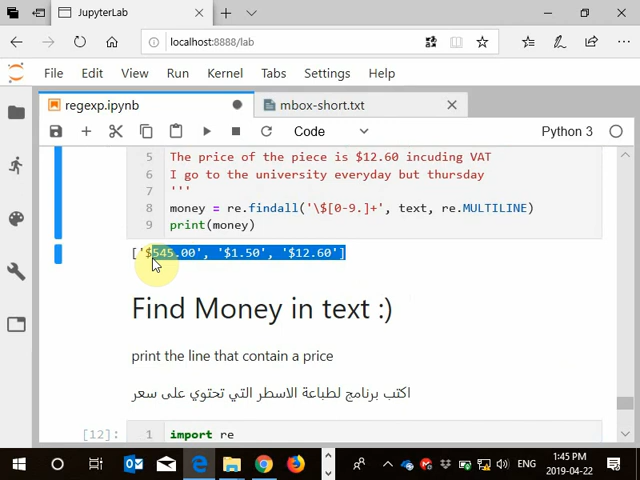 JupyterLab
localhost:8888/lab
File Edit View Run Kernel Tabs Settings Help
regexp.ipynb
mbox-short.txt
Code
Python 3
5 The price of the piece is $12.60 incuding VAT
6 I go to the university everyday but thursday
7 '''
8 money = re.findall('\$[0-9.]+', text, re.MULTILINE)
9 print(money)
['$545.00', '$1.50', '$12.60']
Find Money in text :)
print the line that contain a price
اكتب برنامج لطباعة الاسطر التي تحتوي على سعر
[12]: 1 import re
ENG
1:45 PM
2019-04-22